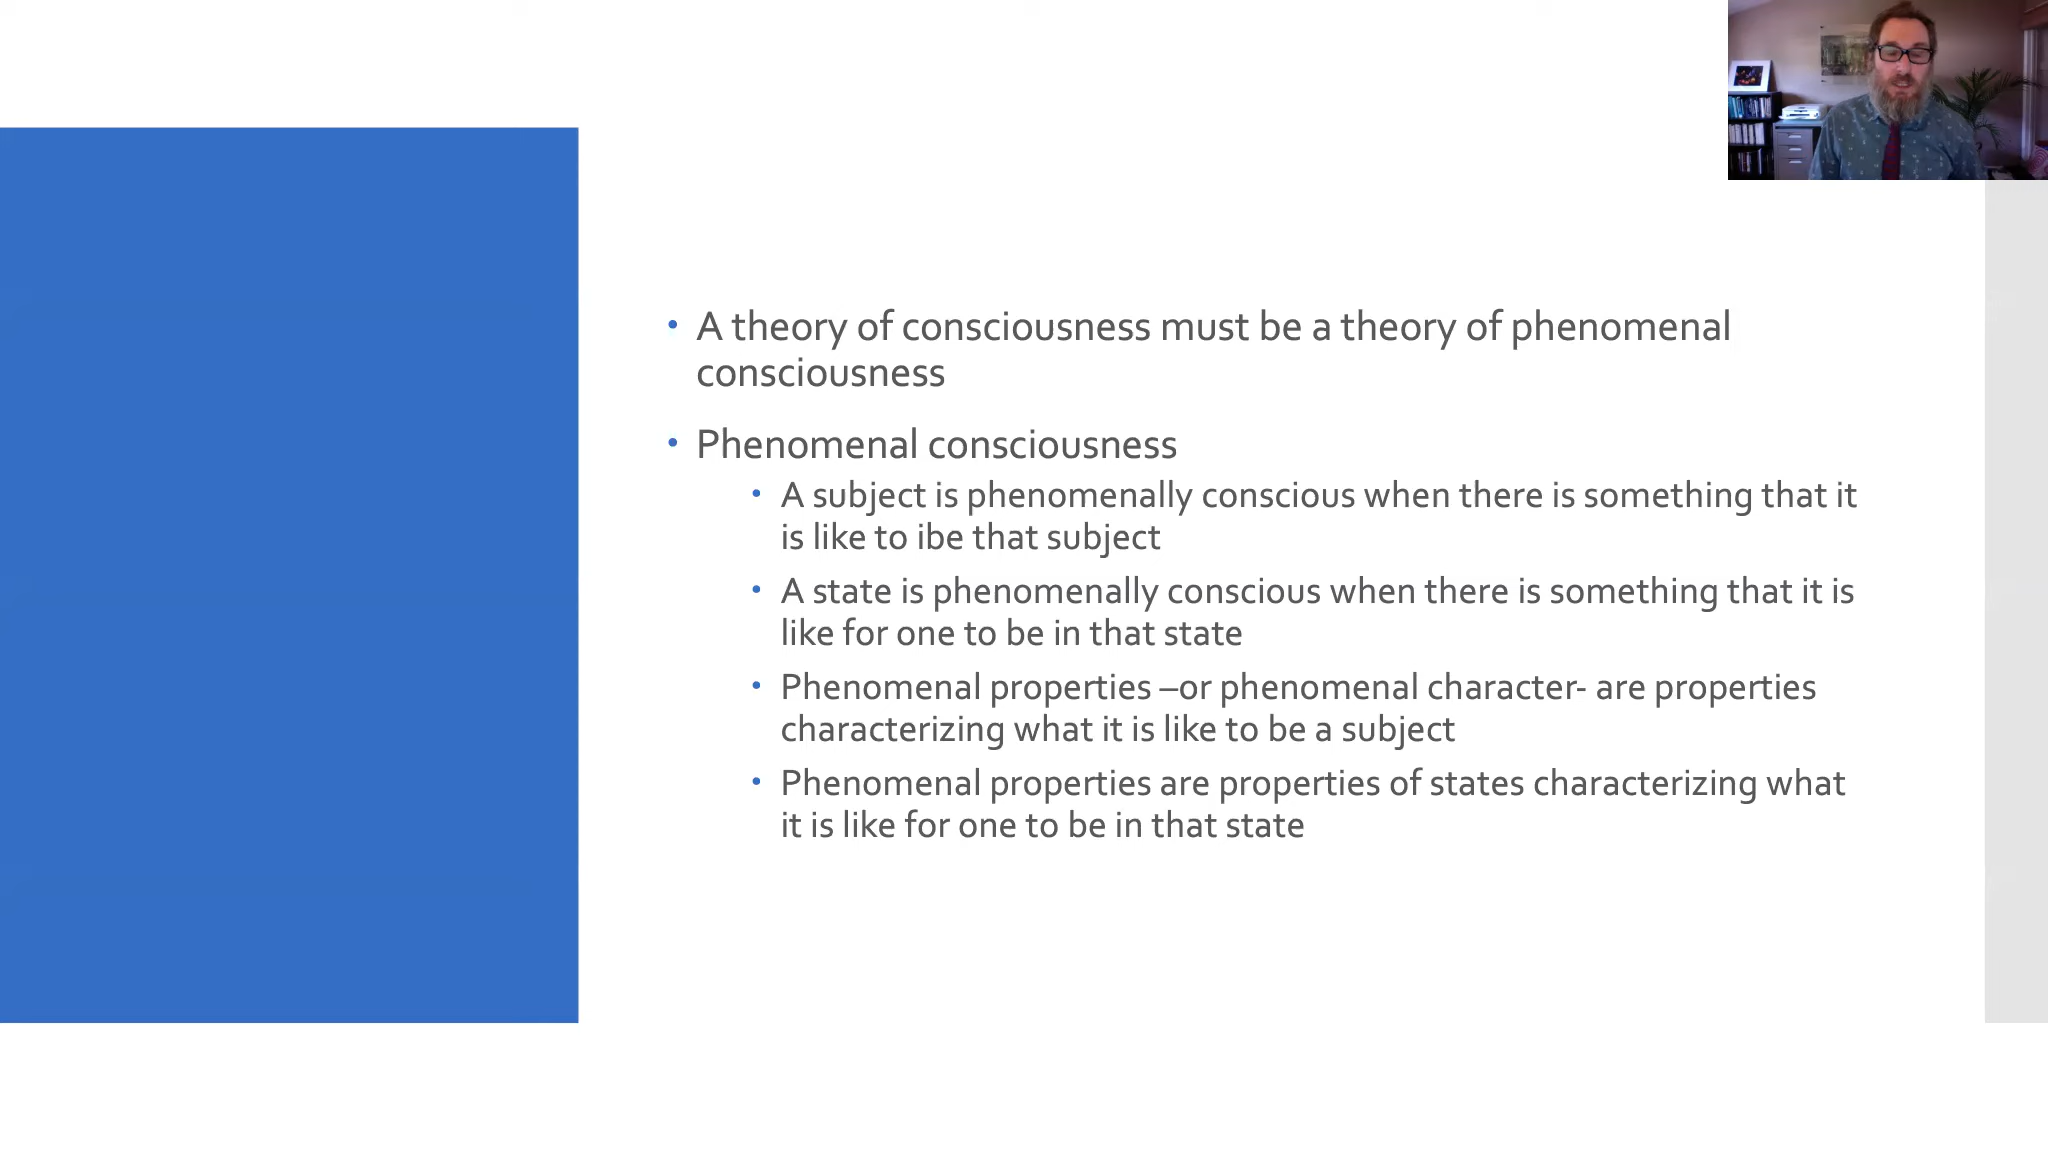 • A theory of consciousness must be a theory of phenomenal
consciousness
• Phenomenal consciousness
• A subject is phenomenally conscious when there is something that it
is like to ibe that subject
• A state is phenomenally conscious when there is something that it is
like for one to be in that state
• Phenomenal properties –or phenomenal character- are properties
characterizing what it is like to be a subject
• Phenomenal properties are properties of states characterizing what
it is like for one to be in that state